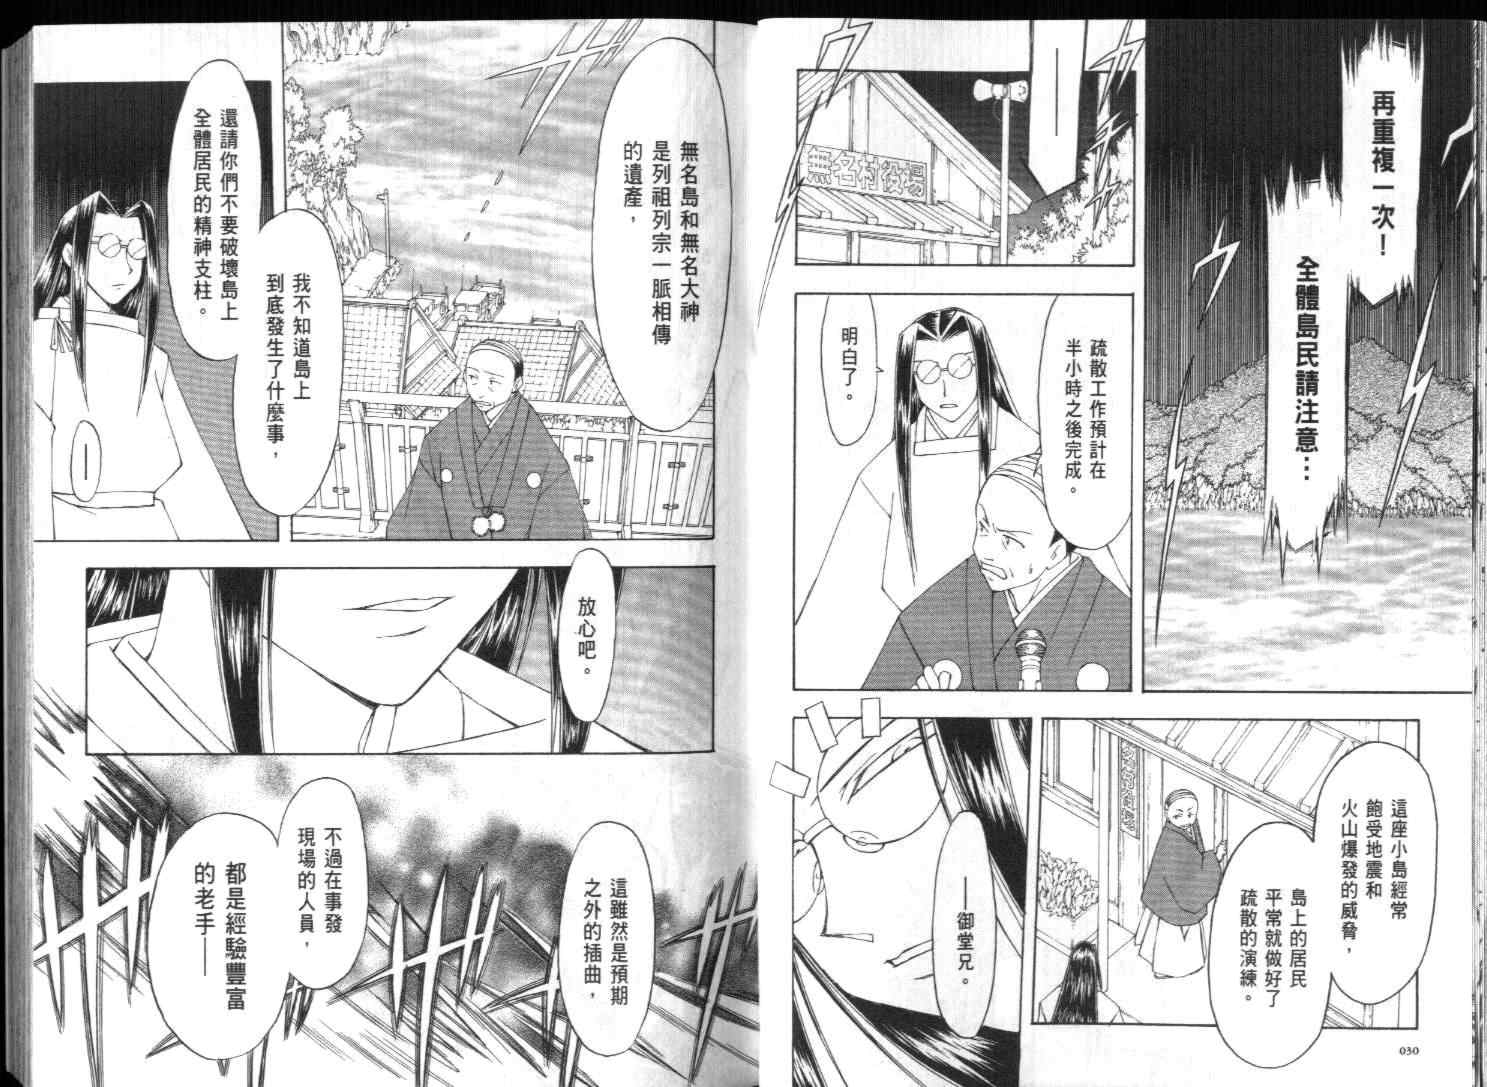 再重複一次！
全體島民請注意…
——
無名村役場
疏散工作預計在
半小時之後完成。
明白了。
這座小島經常
飽受地震和
火山爆發的威脅，
島上的居民
平常就做好了
疏散的演練。
——御堂兄。
030
無名島和無名大神
是列祖列宗一脈相傳
的遺產，
我不知道島上
到底發生了什麼事，
還請你們不要破壞島上
全體居民的精神支柱。
——
放心吧。
這雖然是預期
之外的插曲，
不過在事發
現場的人員，
都是經驗豐富
的老手——